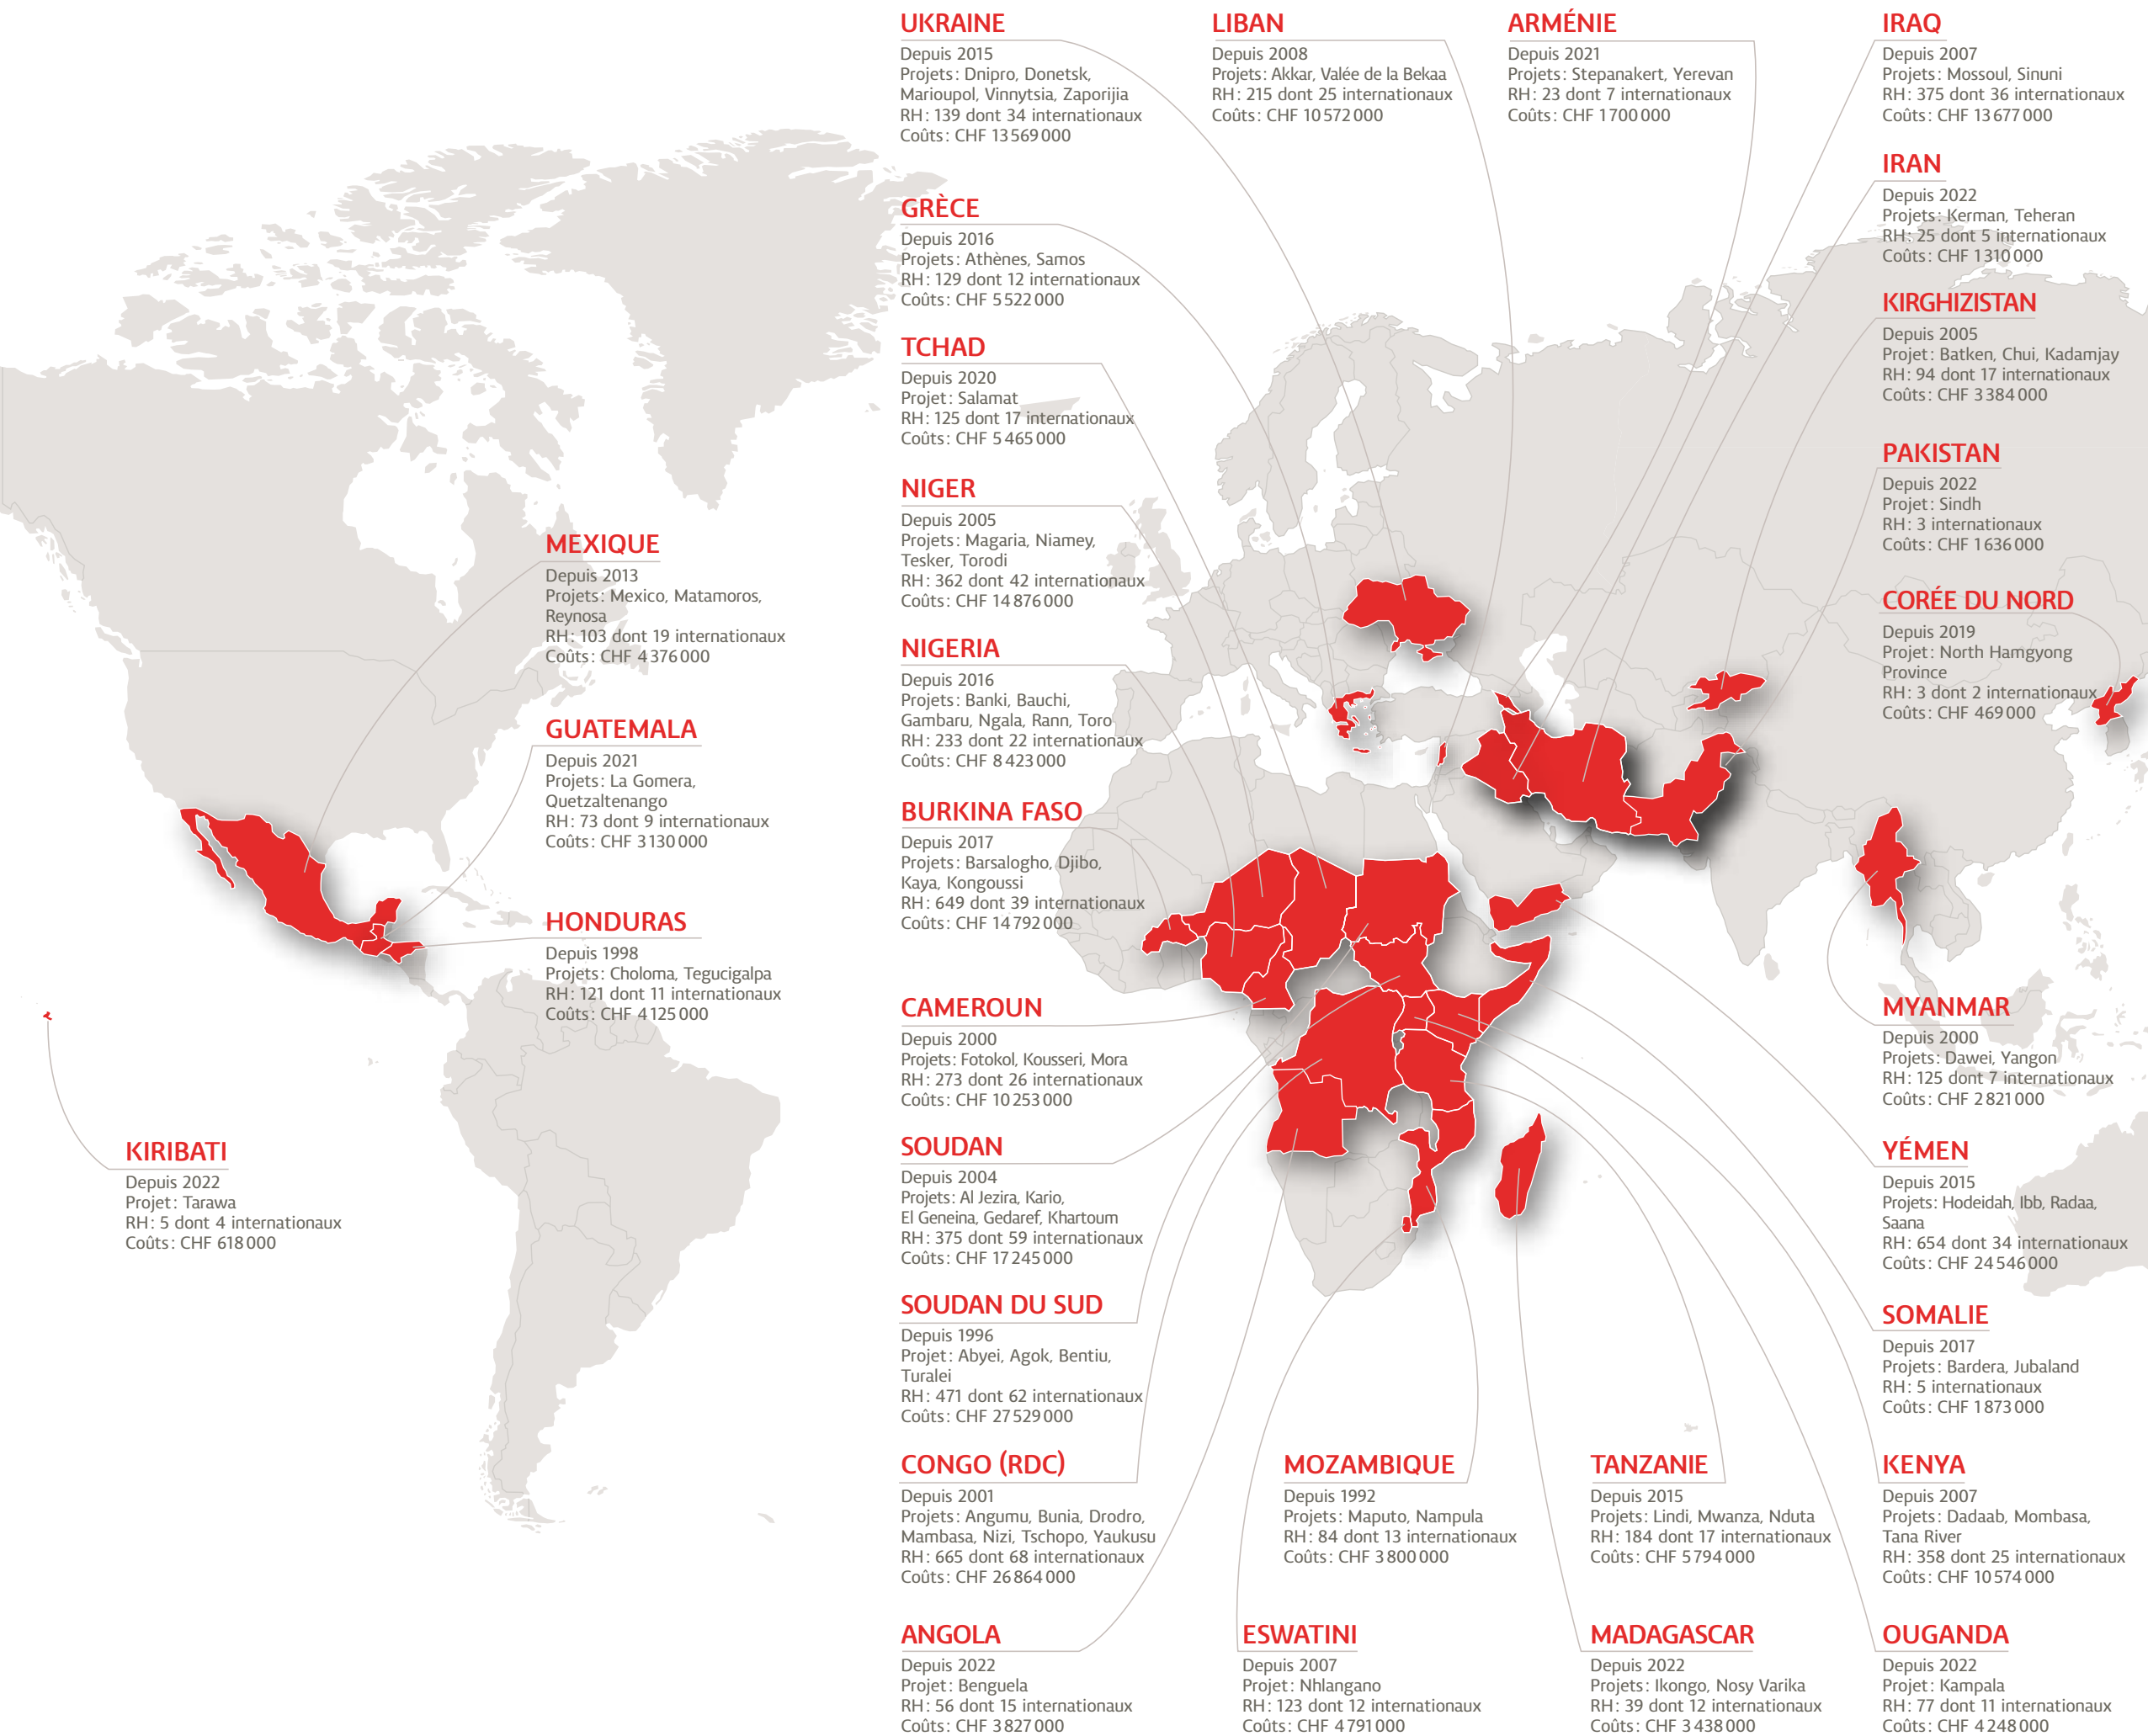 UKRAINE
Depuis 2015
Projets : Dnipro, Donetsk,
Marioupol, Vinnytsia, Zaporijia
RH : 139 dont 34 internationaux
Coûts : CHF 13 569 000
LIBAN
Depuis 2008
Projets : Akkar, Valée de la Bekaa
RH : 215 dont 25 internationaux
Coûts : CHF 10 572 000
ARMÉNIE
Depuis 2021
Projets : Stepanakert, Yerevan
RH : 23 dont 7 internationaux
Coûts : CHF 1 700 000
IRAQ
Depuis 2007
Projets : Mossoul, Sinuni
RH : 375 dont 36 internationaux
Coûts : CHF 13 677 000
IRAN
Depuis 2022
Projets : Kerman, Teheran
RH : 25 dont 5 internationaux
Coûts : CHF 1 310 000
GRÈCE
Depuis 2016
Projets : Athènes, Samos
RH : 129 dont 12 internationaux
Coûts : CHF 5 522 000
KIRGHIZISTAN
Depuis 2005
Projet : Batken, Chui, Kadamjay
RH : 94 dont 17 internationaux
Coûts : CHF 3 384 000
TCHAD
Depuis 2020
Projet : Salamat
RH : 125 dont 17 internationaux
Coûts : CHF 5 465 000
PAKISTAN
Depuis 2022
Projet : Sindh
RH : 3 internationaux
Coûts : CHF 1 636 000
NIGER
Depuis 2005
Projets : Magaria, Niamey,
Tesker, Torodi
RH : 362 dont 42 internationaux
Coûts : CHF 14 876 000
MEXIQUE
Depuis 2013
Projets : Mexico, Matamoros,
Reynosa
RH : 103 dont 19 internationaux
Coûts : CHF 4 376 000
CORÉE DU NORD
Depuis 2019
Projet : North Hamgyong
Province
RH : 3 dont 2 internationaux
Coûts : CHF 469 000
NIGERIA
Depuis 2016
Projets : Banki, Bauchi,
Gambaru, Ngala, Rann, Toro
RH : 233 dont 22 internationaux
Coûts : CHF 8 423 000
GUATEMALA
Depuis 2021
Projets : La Gomera,
Quetzaltenango
RH : 73 dont 9 internationaux
Coûts : CHF 3 130 000
BURKINA FASO
Depuis 2017
Projets : Barsalogho, Djibo,
Kaya, Kongoussi
RH : 649 dont 39 internationaux
Coûts : CHF 14 792 000
HONDURAS
Depuis 1998
Projets : Choloma, Tegucigalpa
RH : 121 dont 11 internationaux
Coûts : CHF 4 125 000
CAMEROUN
Depuis 2000
Projets : Fotokol, Kousseri, Mora
RH : 273 dont 26 internationaux
Coûts : CHF 10 253 000
MYANMAR
Depuis 2000
Projets : Dawei, Yangon
RH : 125 dont 7 internationaux
Coûts : CHF 2 821 000
KIRIBATI
Depuis 2022
Projet : Tarawa
RH : 5 dont 4 internationaux
Coûts : CHF 618 000
SOUDAN
Depuis 2004
Projets : Al Jezira, Kario,
El Geneina, Gedaref, Khartoum
RH : 375 dont 59 internationaux
Coûts : CHF 17 245 000
YÉMEN
Depuis 2015
Projets : Hodeidah, Ibb, Radaa,
Saana
RH : 654 dont 34 internationaux
Coûts : CHF 24 546 000
SOUDAN DU SUD
Depuis 1996
Projet : Abyei, Agok, Bentiu,
Turalei
RH : 471 dont 62 internationaux
Coûts : CHF 27 529 000
SOMALIE
Depuis 2017
Projets : Bardera, Jubaland
RH : 5 internationaux
Coûts : CHF 1 873 000
CONGO (RDC)
Depuis 2001
Projets : Angumu, Bunia, Drodro,
Mambasa, Nizi, Tschopo, Yaukusu
RH : 665 dont 68 internationaux
Coûts : CHF 26 864 000
MOZAMBIQUE
Depuis 1992
Projets : Maputo, Nampula
RH : 84 dont 13 internationaux
Coûts : CHF 3 800 000
TANZANIE
Depuis 2015
Projets : Lindi, Mwanza, Nduta
RH : 184 dont 17 internationaux
Coûts : CHF 5 794 000
KENYA
Depuis 2007
Projets : Dadaab, Mombasa,
Tana River
RH : 358 dont 25 internationaux
Coûts : CHF 10 574 000
ANGOLA
Depuis 2022
Projet : Benguela
RH : 56 dont 15 internationaux
Coûts : CHF 3 827 000
ESWATINI
Depuis 2007
Projet : Nhlangano
RH : 123 dont 12 internationaux
Coûts : CHF 4 791 000
MADAGASCAR
Depuis 2022
Projets : Ikongo, Nosy Varika
RH : 39 dont 12 internationaux
Coûts : CHF 3 438 000
OUGANDA
Depuis 2022
Projet : Kampala
RH : 77 dont 11 internationaux
Coûts : CHF 4 248 000